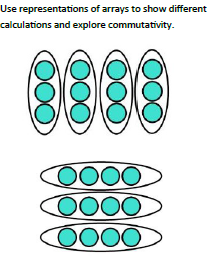 Use representations of arrays to show different
calculations and explore commutativity.